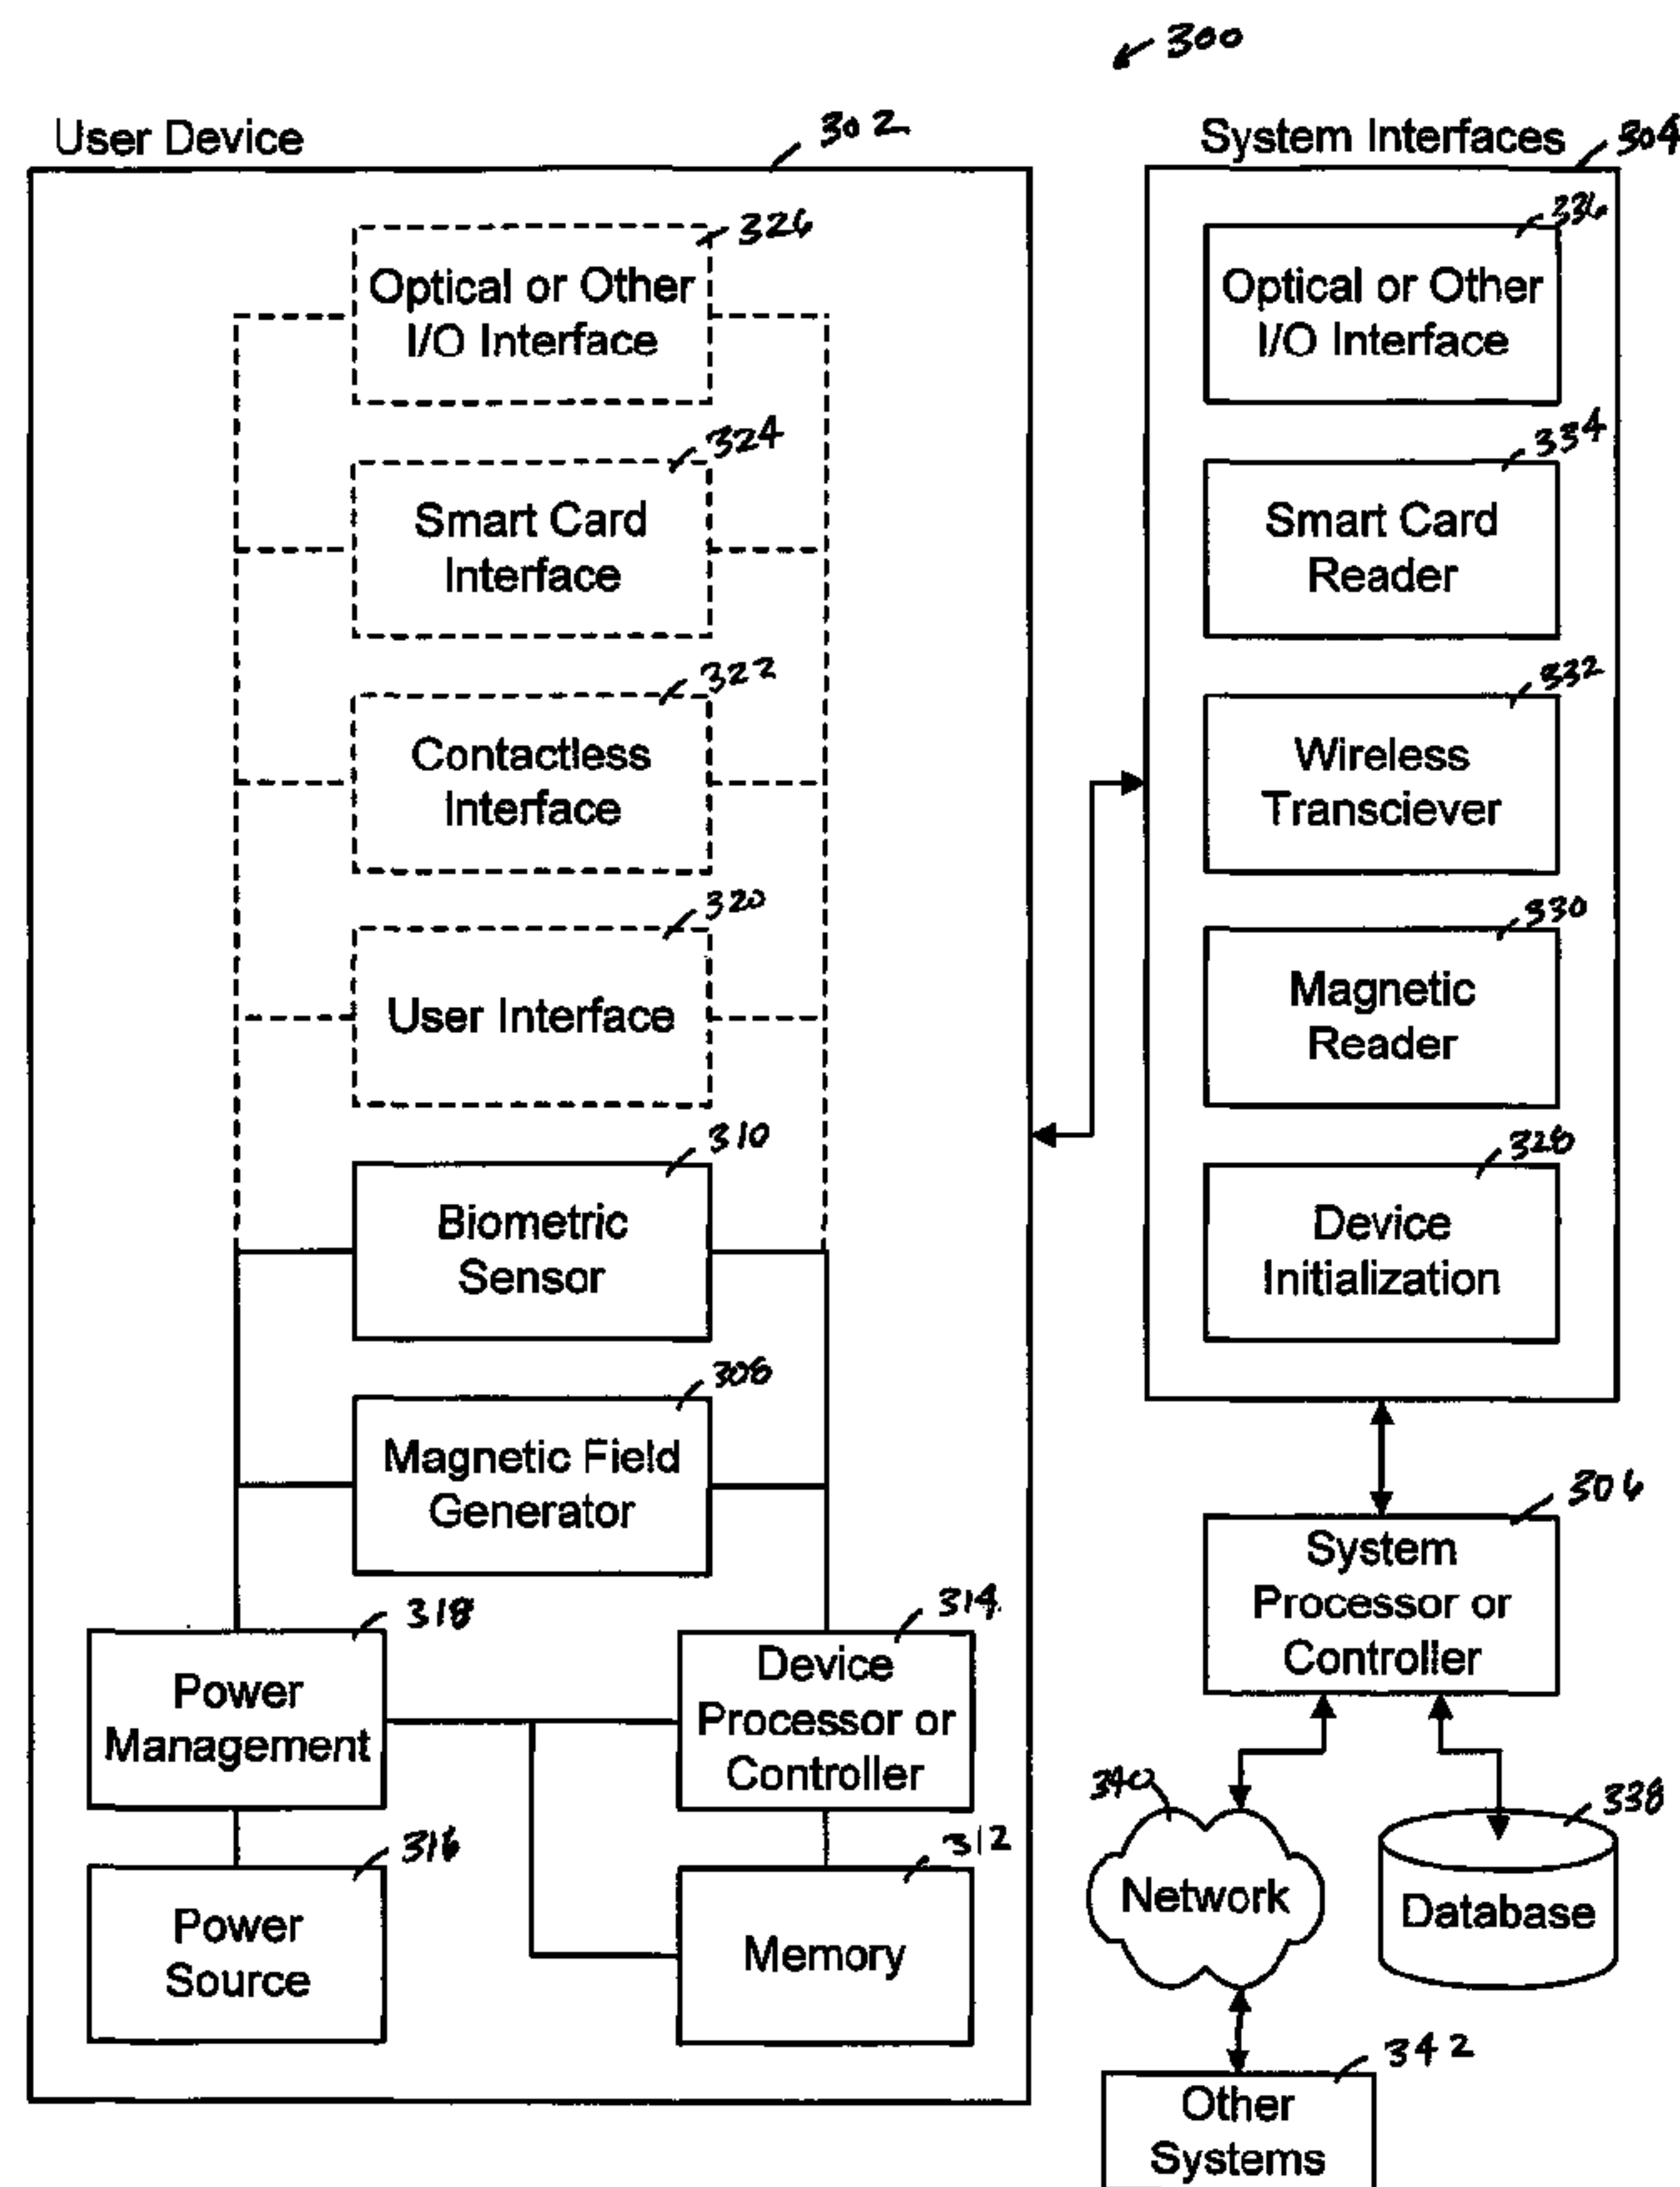 300
User Device
302
326
Optical or Other
I/O Interface
324
Smart Card
Interface
322
Contactless
Interface
320
User Interface
310
Biometric
Sensor
308
Magnetic Field
Generator
318
Power
Management
314
Device
Processor or
Controller
316
Power
Source
312
Memory
System Interfaces
304
336
Optical or Other
I/O Interface
334
Smart Card
Reader
332
Wireless
Transciever
330
Magnetic
Reader
328
Device
Initialization
306
System
Processor or
Controller
340
Network
338
Database
342
Other
Systems